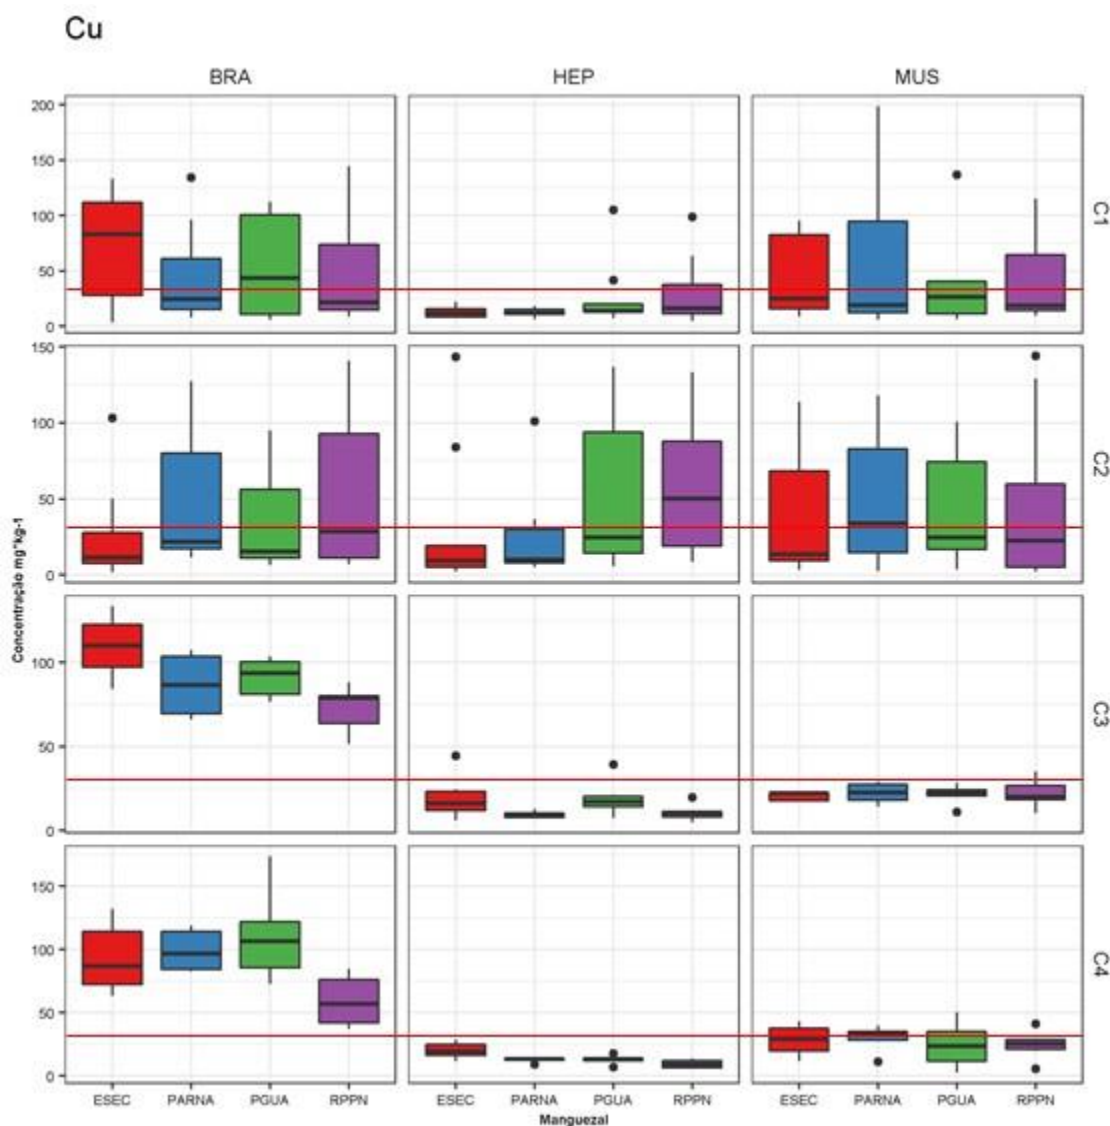 Cu
BRA HEP MUS
200
150
100
50
0
C1
150
100
50
0
C2
Concentração mg*kg-1
100
50
0
C3
150
100
50
0
C4
ESEC PARNA PGUA RPPN ESEC PARNA PGUA RPPN ESEC PARNA PGUA RPPN
Manguezal